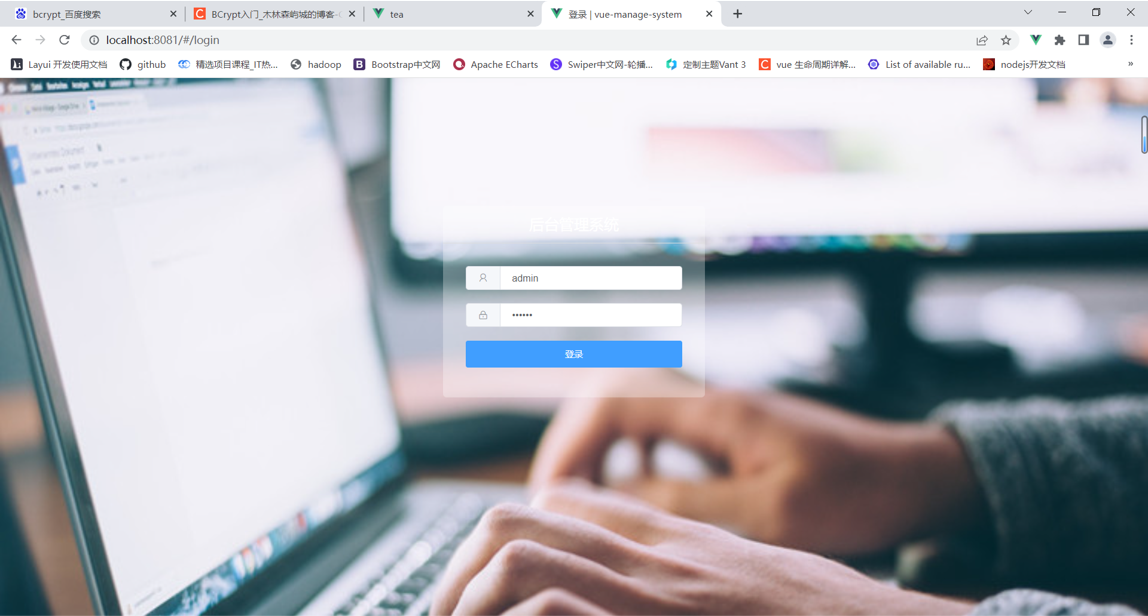 bcrypt_百度搜索
BCrypt入门_木林森屿城的博客-C
tea
登录 | vue-manage-system
localhost:8081/#/login
Layui 开发使用文档
github
精选项目课程_IT热...
hadoop
Bootstrap中文网
Apache ECharts
Swiper中文网-轮播...
定制主题Vant 3
vue 生命周期详解...
List of available ru...
nodejs开发文档
»
后台管理系统
admin
••••••
登录